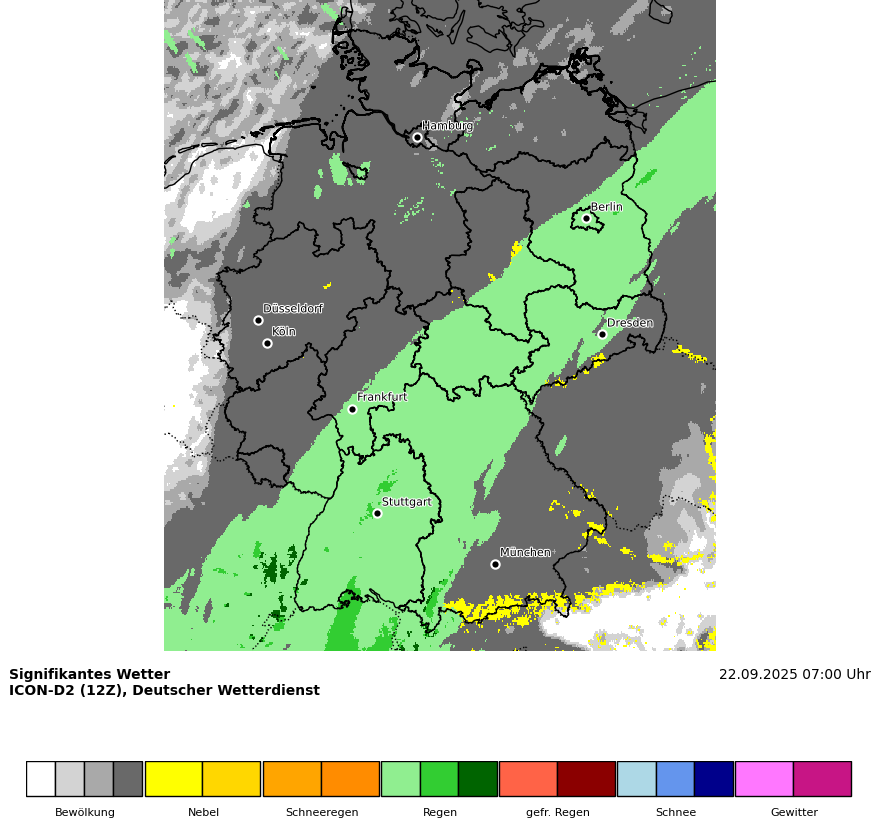 Hamburg
Berlin
Düsseldorf
Köln
Dresden
Frankfurt
Stuttgart
München
Signifikantes Wetter
22.09.2025 07:00 Uhr
ICON-D2 (12Z), Deutscher Wetterdienst
Bewölkung
Nebel
Schneeregen
Regen
gefr. Regen
Schnee
Gewitter